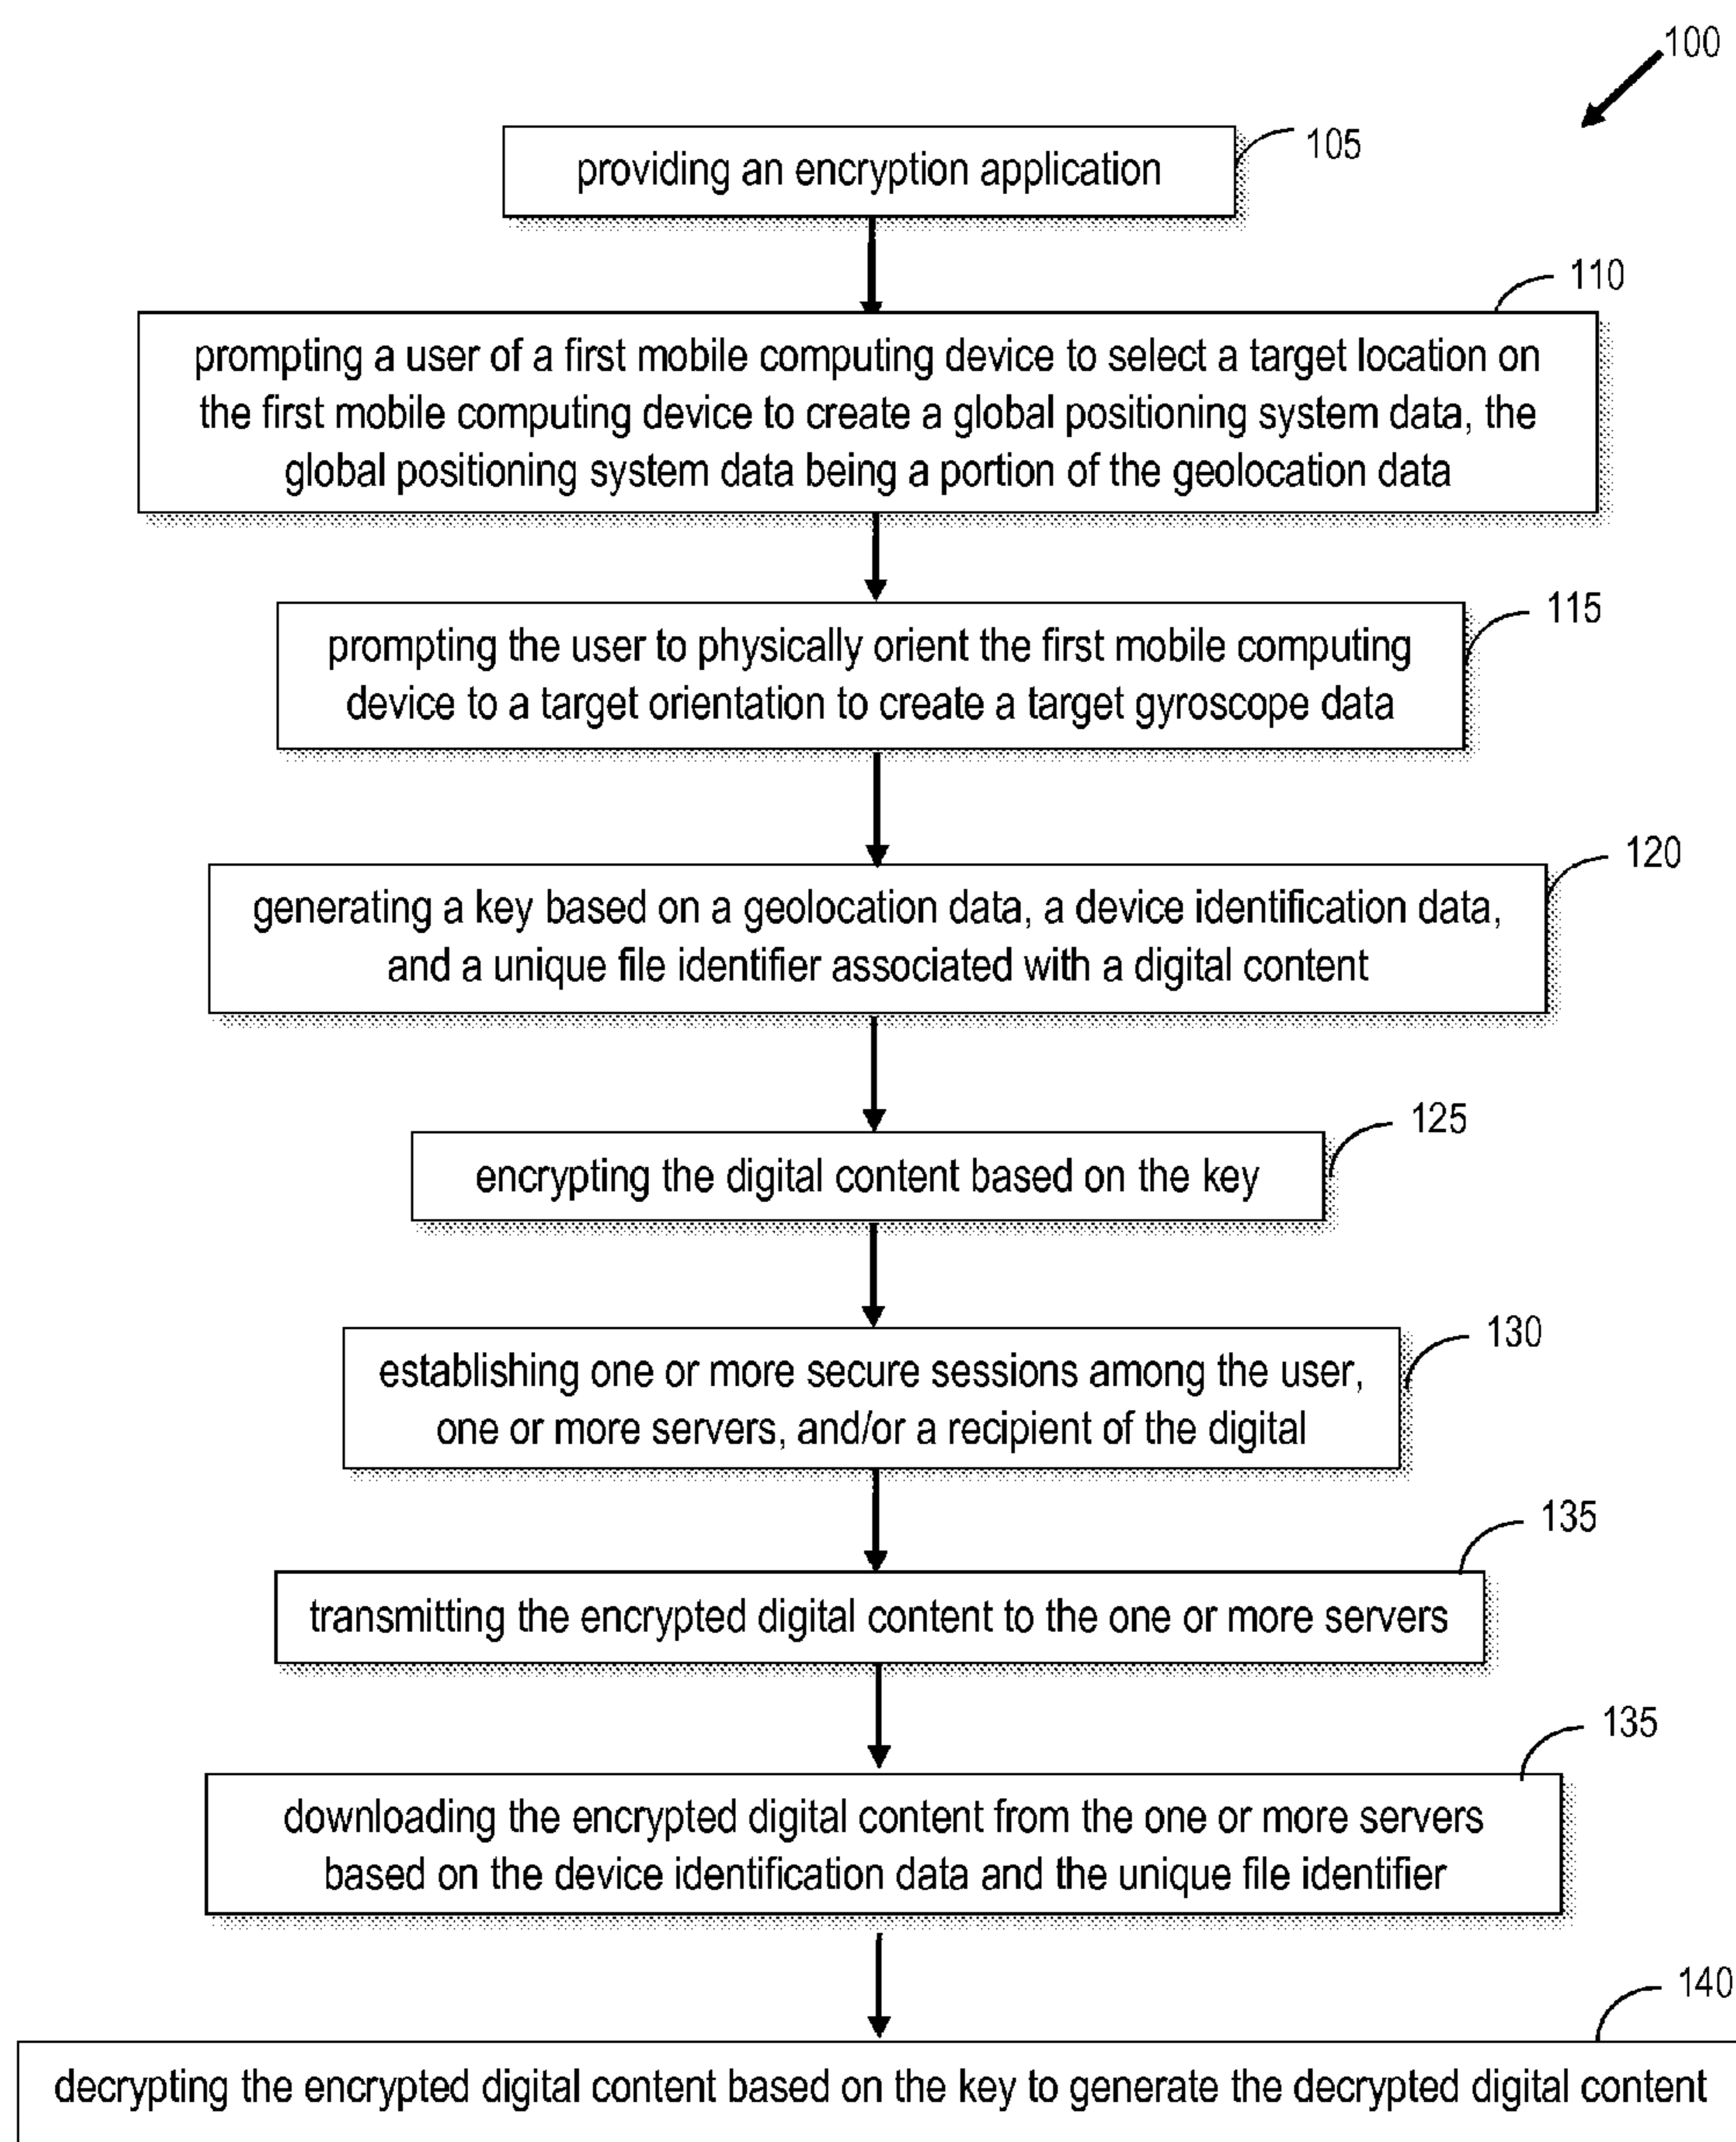 100
105
providing an encryption application
110
prompting a user of a first mobile computing device to select a target location on
the first mobile computing device to create a global positioning system data, the
global positioning system data being a portion of the geolocation data
115
prompting the user to physically orient the first mobile computing
device to a target orientation to create a target gyroscope data
120
generating a key based on a geolocation data, a device identification data,
and a unique file identifier associated with a digital content
125
encrypting the digital content based on the key
130
establishing one or more secure sessions among the user,
one or more servers, and/or a recipient of the digital
135
transmitting the encrypted digital content to the one or more servers
135
downloading the encrypted digital content from the one or more servers
based on the device identification data and the unique file identifier
140
decrypting the encrypted digital content based on the key to generate the decrypted digital content